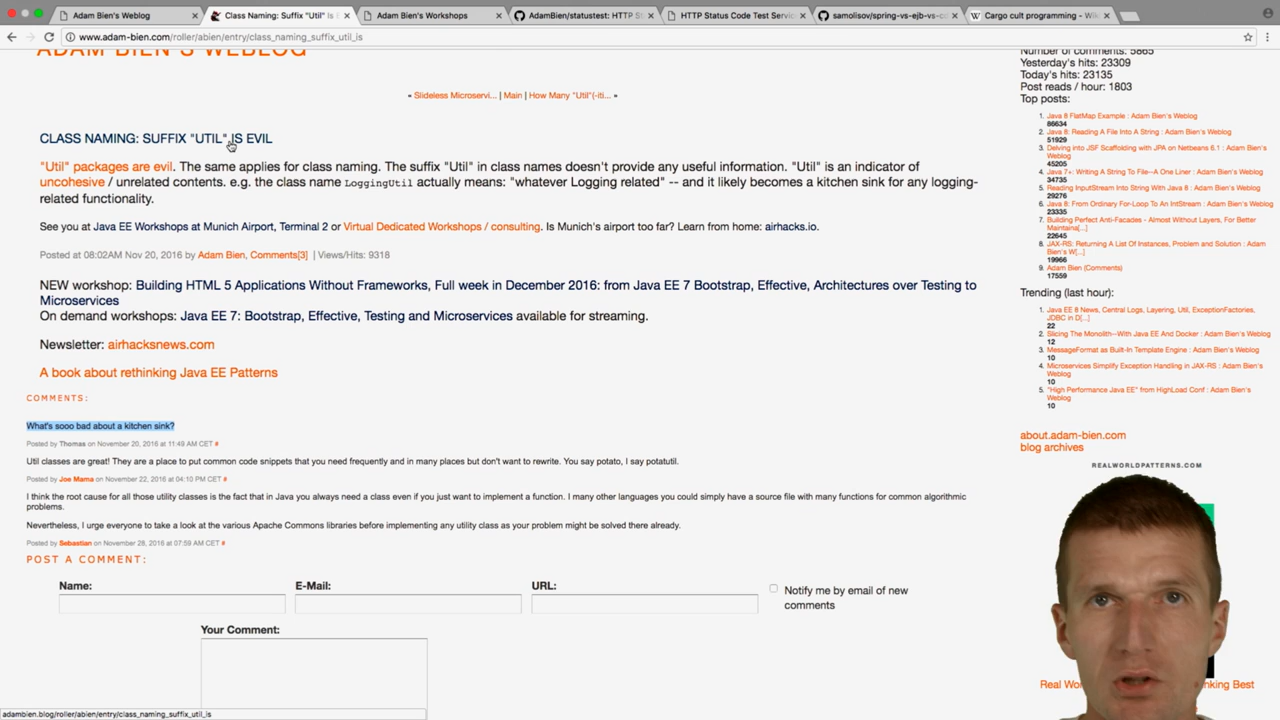 Adam Bien's Weblog
Class Naming: Suffix "Util" Is E
Adam Bien's Workshops
AdamBien/statustest: HTTP S
HTTP Status Code Test Servic
samolisov/spring-vs-ejb-vs-c
Cargo cult programming - Wik
www.adam-bien.com/roller/abien/entry/class_naming_suffix_util_is
ADAM BIEN'S WEBLOG
« Slideless Microservi... | Main | How Many "Util"(-iti... »
CLASS NAMING: SUFFIX "UTIL" IS EVIL
"Util" packages are evil. The same applies for class naming. The suffix "Util" in class names doesn't provide any useful information. "Util" is an indicator of
uncohesive / unrelated contents. e.g. the class name LoggingUtil actually means: "whatever Logging related" -- and it likely becomes a kitchen sink for any logging-
related functionality.
See you at Java EE Workshops at Munich Airport, Terminal 2 or Virtual Dedicated Workshops / consulting. Is Munich's airport too far? Learn from home: airhacks.io.
Posted at 08:02AM Nov 20, 2016 by Adam Bien, Comments[3] | Views/Hits: 9318
NEW workshop: Building HTML 5 Applications Without Frameworks, Full week in December 2016: from Java EE 7 Bootstrap, Effective, Architectures over Testing to
Microservices
On demand workshops: Java EE 7: Bootstrap, Effective, Testing and Microservices available for streaming.
Newsletter: airhacksnews.com
A book about rethinking Java EE Patterns
COMMENTS:
What's sooo bad about a kitchen sink?
Posted by Thomas on November 20, 2016 at 11:49 AM CET #
Util classes are great! They are a place to put common code snippets that you need frequently and in many places but don't want to rewrite. You say potato, I say potatutil.
Posted by Joe Mama on November 22, 2016 at 04:10 PM CET #
I think the root cause for all those utility classes is the fact that in Java you always need a class even if you just want to implement a function. I many other languages you could simply have a source file with many functions for common algorithmic
problems.
Nevertheless, I urge everyone to take a look at the various Apache Commons libraries before implementing any utility class as your problem might be solved there already.
Posted by Sebastian on November 28, 2016 at 07:59 AM CET #
POST A COMMENT:
Name:
E-Mail:
URL:
Notify me by email of new
comments
Your Comment:
Number of comments: 5865
Yesterday's hits: 23309
Today's hits: 23135
Post reads / hour: 1803
Top posts:
1. Java 8 FlatMap Example : Adam Bien's Weblog
86634
2. Java 8: Reading A File Into A String : Adam Bien's Weblog
51929
3. Delving into JSF Scaffolding with JPA on Netbeans 6.1 : Adam Bien's
Weblog
45205
4. Java 7+: Writing A String To File--A One Liner : Adam Bien's Weblog
34735
5. Reading InputStream Into String With Java 8 : Adam Bien's Weblog
29276
6. Java 8: From Ordinary For-Loop To An IntStream : Adam Bien's Weblog
23335
7. Building Perfect Anti-Facades - Almost Without Layers, For Better
Maintaina[...]
22645
8. JAX-RS: Returning A List Of Instances, Problem and Solution : Adam
Bien's W[...]
19966
9. Adam Bien (Comments)
17559
Trending (last hour):
1. Java EE 8 News, Central Logs, Layering, Util, ExceptionFactories,
JDBC in D[...]
22
2. Slicing The Monolith--With Java EE And Docker : Adam Bien's Weblog
12
3. MessageFormat as Built-In Template Engine : Adam Bien's Weblog
10
4. Microservices Simplify Exception Handling in JAX-RS : Adam Bien's
Weblog
10
5. "High Performance Java EE" from HighLoad Conf : Adam Bien's
Weblog
10
about.adam-bien.com
blog archives
REALWORLDPATTERNS.COM
Real Wo
nking Best
adambien.blog/roller/abien/entry/class_naming_suffix_util_is